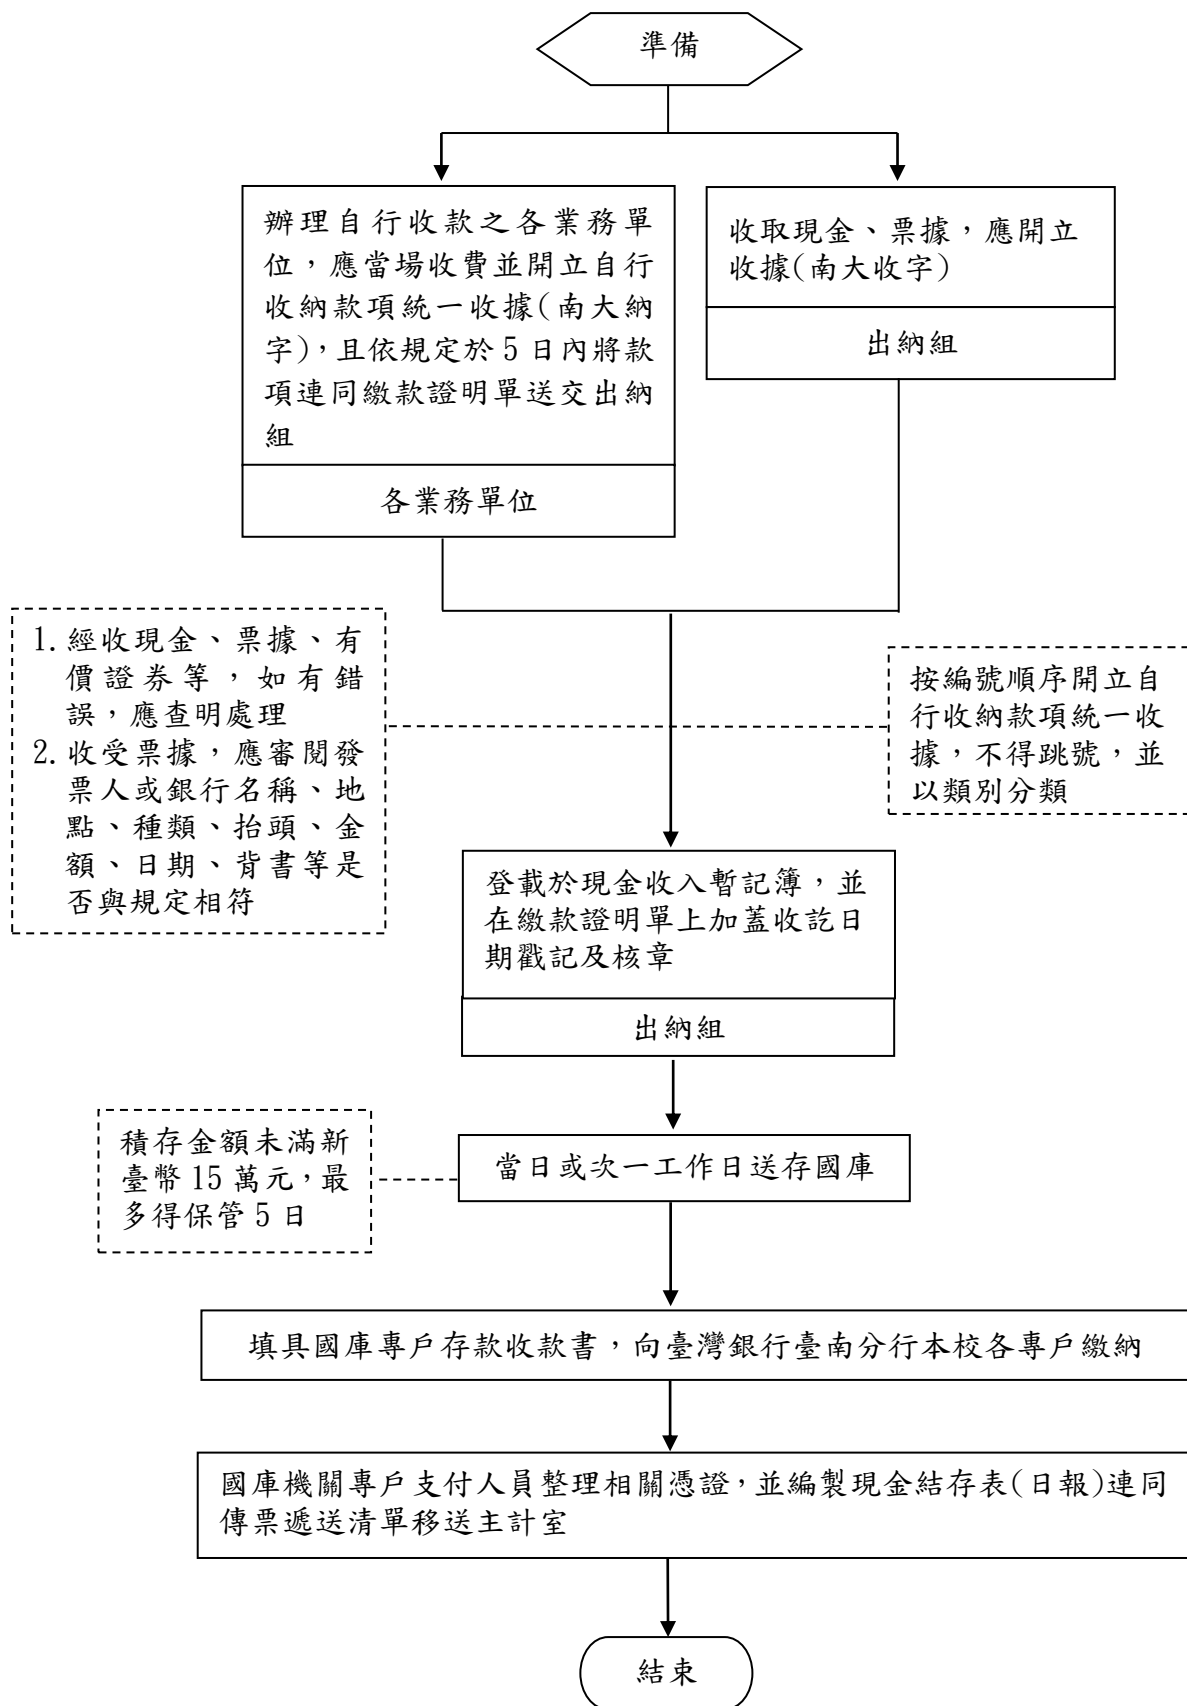 準備
辦理自行收款之各業務單
位，應當場收費並開立自行
收納款項統一收據(南大納
字)，且依規定於5日內將款
項連同繳款證明單送交出納
組
各業務單位
收取現金、票據，應開立
收據(南大收字)
出納組
1.經收現金、票據、有
價證券等，如有錯
誤，應查明處理
2.收受票據，應審閱發
票人或銀行名稱、地
點、種類、抬頭、金
額、日期、背書等是
否與規定相符
按編號順序開立自
行收納款項統一收
據，不得跳號，並
以類別分類
登載於現金收入暫記簿，並
在繳款證明單上加蓋收訖日
期戳記及核章
出納組
積存金額未滿新
臺幣15萬元，最
多得保管5日
當日或次一工作日送存國庫
填具國庫專戶存款收款書，向臺灣銀行臺南分行本校各專戶繳納
國庫機關專戶支付人員整理相關憑證，並編製現金結存表(日報)連同
傳票遞送清單移送主計室
結束